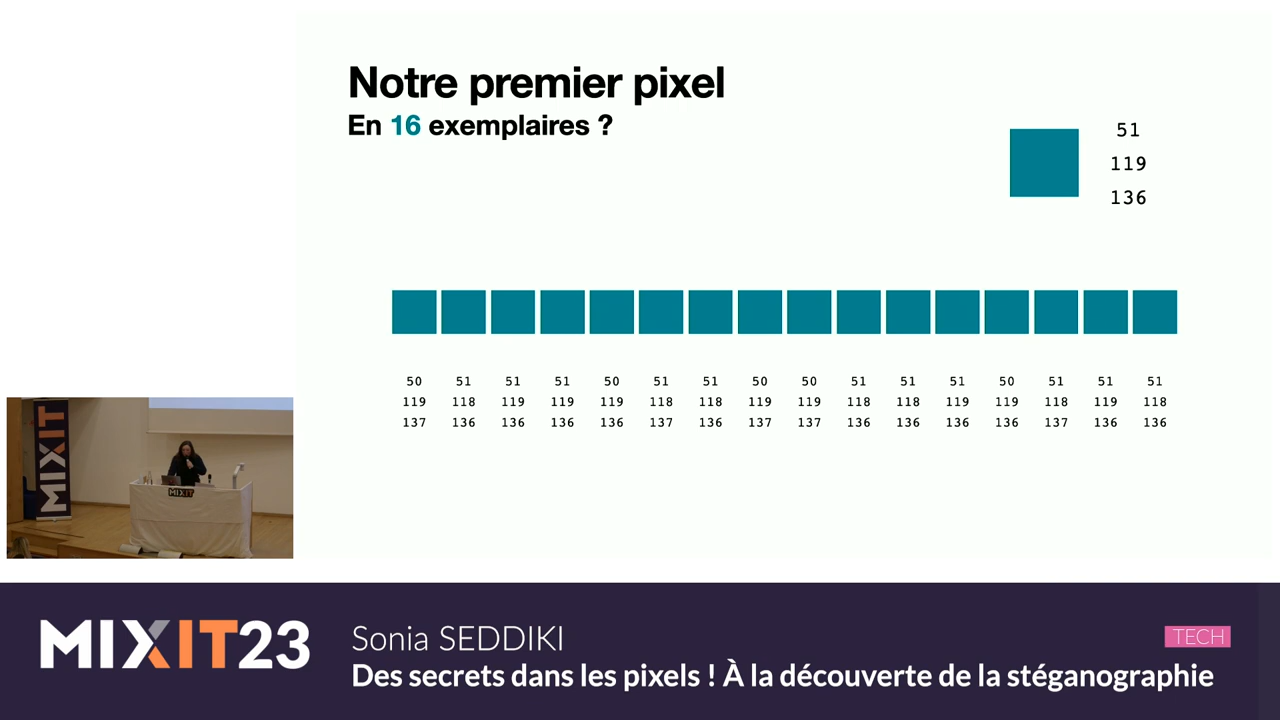 Notre premier pixel
En 16 exemplaires ?
51
119
136
50 51 51 51 50 51 51 50 50 51 51 51 50 51 51 51
119 118 119 119 119 118 118 119 119 118 118 119 119 118 119 118
137 136 136 136 136 137 136 137 137 136 136 136 136 137 136 136
MIXIT
MIXIT
MIXIT23
Sonia SEDDIKI
TECH
Des secrets dans les pixels ! À la découverte de la stéganographie